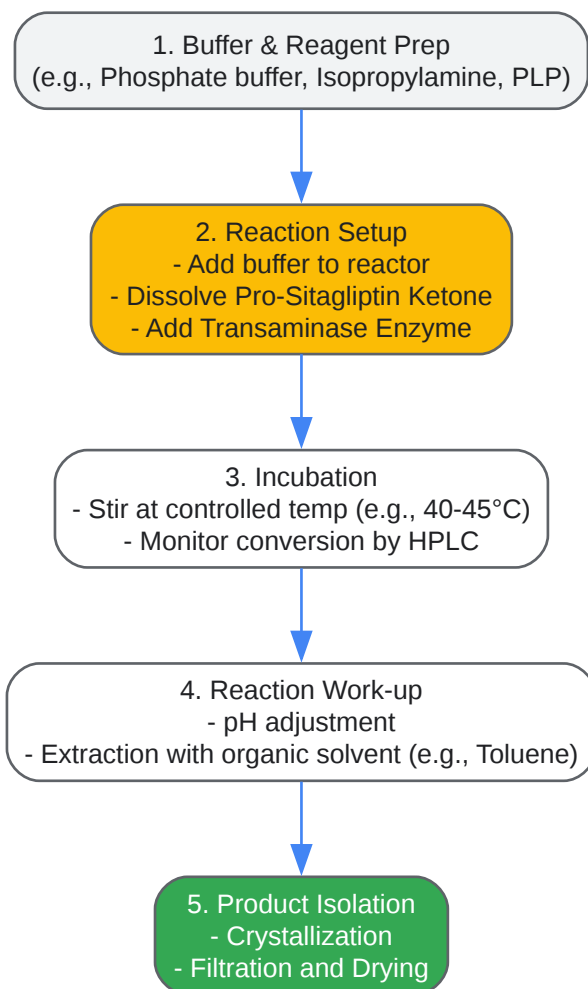 1. Buffer & Reagent Prep
(e.g., Phosphate buffer, Isopropylamine, PLP)
2. Reaction Setup
- Add buffer to reactor
- Dissolve Pro-Sitagliptin Ketone
- Add Transaminase Enzyme
3. Incubation
- Stir at controlled temp (e.g., 40-45°C)
- Monitor conversion by HPLC
4. Reaction Work-up
- pH adjustment
- Extraction with organic solvent (e.g., Toluene)
5. Product Isolation
- Crystallization
- Filtration and Drying